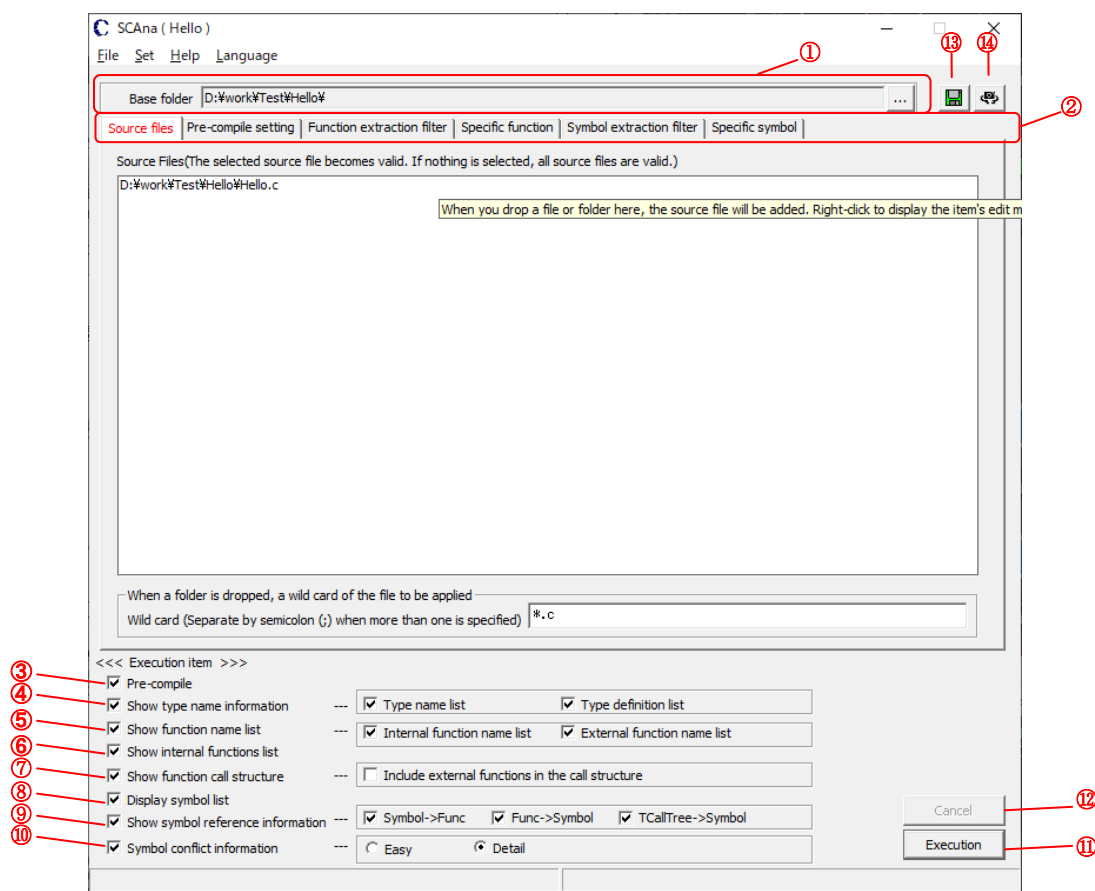 SCAna ( Hello )
File Set Help Language
①
⑬
⑭
Base folder D:¥work¥Test¥Hello¥ ...
②
Source files Pre-compile setting Function extraction filter Specific function Symbol extraction filter Specific symbol
Source Files(The selected source file becomes valid. If nothing is selected, all source files are valid.)
D:¥work¥Test¥Hello¥Hello.c
When you drop a file or folder here, the source file will be added. Right-click to display the item's edit m
When a folder is dropped, a wild card of the file to be applied
Wild card (Separate by semicolon (;) when more than one is specified) *.c
<<< Execution item >>>
③ Pre-compile
④ Show type name information --- Type name list Type definition list
⑤ Show function name list --- Internal function name list External function name list
⑥ Show internal functions list
⑦ Show function call structure --- Include external functions in the call structure
⑧ Display symbol list
⑨ Show symbol reference information --- Symbol->Func Func->Symbol TCallTree->Symbol
⑩ Symbol conflict information --- Easy Detail
Cancel ⑫
Execution ⑪